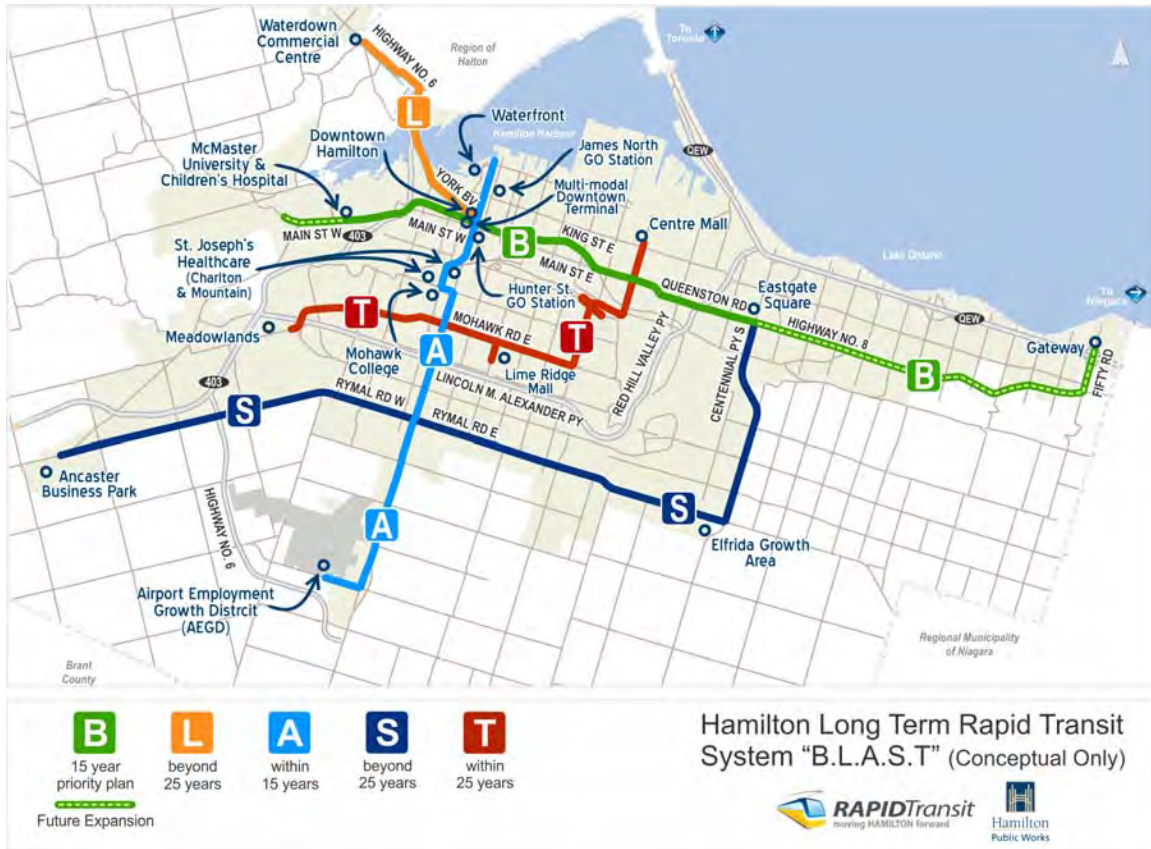 Waterdown
Commercial
Centre
HIGHWAY NO. 6
Region of
Halton
To
Toronto
L
Waterfront
Hamilton Harbour
Downtown
Hamilton
James North
GO Station
QEW
McMaster
University &
Children's Hospital
YORK BV
Multi-modal
Downtown
Terminal
Centre Mall
MAIN ST W
403
MAIN ST W
B
KING ST E
Lake Ontario
St. Joseph's
Healthcare
(Charlton
& Mountain)
MAIN ST E
Hunter St.
GO Station
QUEENSTON RD
Eastgate
Square
To
Niagara
QEW
Meadowlands
T
MOHAWK RD E
T
HIGHWAY NO. 8
Gateway
A
Mohawk
College
Lime Ridge
Mall
RED HILL VALLEY PY
CENTENNIAL PY S
B
FIFTY RD
403
LINCOLN M. ALEXANDER PY
S
RYMAL RD W
RYMAL RD E
Ancaster
Business Park
HIGHWAY NO. 6
A
S
Elfrida Growth
Area
Airport Employment
Growth Distrcit
(AEGD)
Brant
County
Regional Municipality
of Niagara
B
15 year
priority plan
L
beyond
25 years
A
within
15 years
S
beyond
25 years
T
within
25 years
Future Expansion
Hamilton Long Term Rapid Transit
System “B.L.A.S.T” (Conceptual Only)
RAPIDTransit
moving HAMILTON forward
Hamilton
Public Works